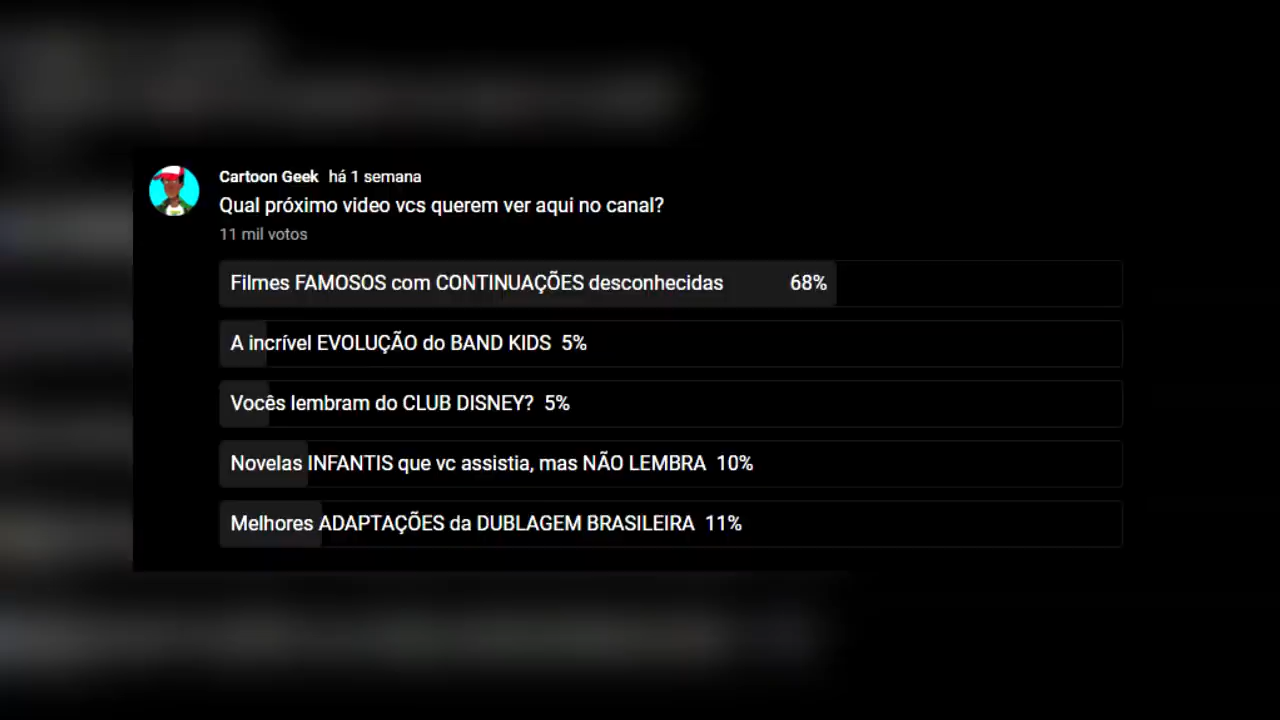 Cartoon Geek há 1 semana
Qual próximo video vcs querem ver aqui no canal?
11 mil votos
Filmes FAMOSOS com CONTINUAÇÕES desconhecidas 68%
A incrível EVOLUÇÃO do BAND KIDS 5%
Vocês lembram do CLUB DISNEY? 5%
Novelas INFANTIS que vc assistia, mas NÃO LEMBRA 10%
Melhores ADAPTAÇÕES da DUBLAGEM BRASILEIRA 11%